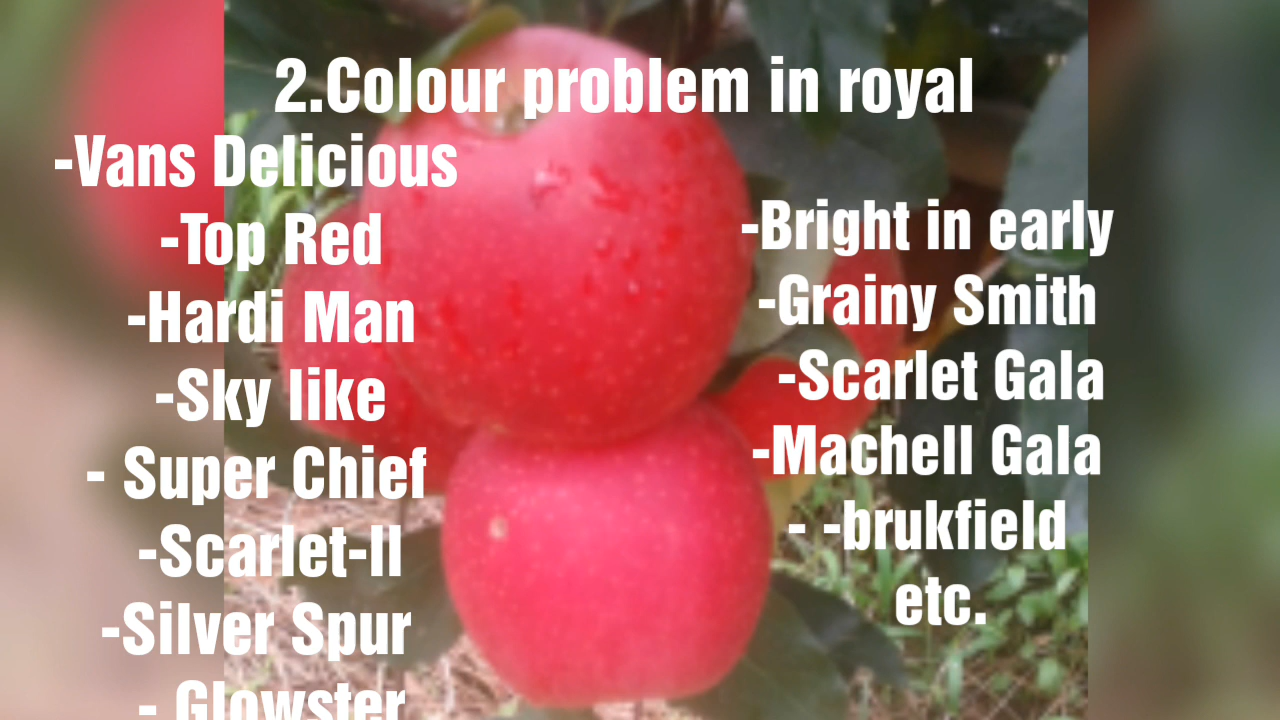 2.Colour problem in royal
-Vans Delicious
-Top Red
-Hardi Man
-Sky like
- Super Chief
-Scarlet-II
-Silver Spur
- Glowster
-Bright in early
-Grainy Smith
-Scarlet Gala
-Machell Gala
- -brukfield
etc.